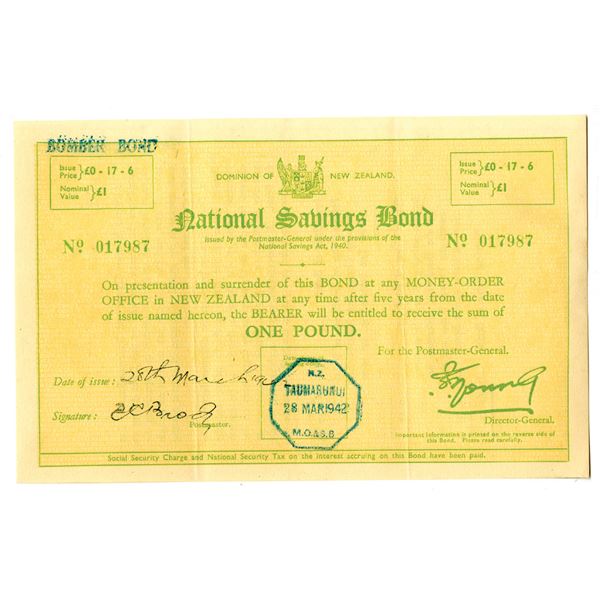 BOMBER BOND
Issue Price } £0 - 17 - 6
Nominal Value } £1
DOMINION OF NEW ZEALAND.
Issue Price } £0 - 17 - 6
Nominal Value } £1
National Savings Bond
Issued by the Postmaster-General under the provisions of the
National Savings Act, 1940.
Nº 017987
Nº 017987
On presentation and surrender of this BOND at any MONEY-ORDER
OFFICE in NEW ZEALAND at any time after five years from the date
of issue named hereon, the BEARER will be entitled to receive the sum of
ONE POUND.
For the Postmaster-General.
Date of issue: 28th March
N.Z.
TAUMARUNUI
28 MAR 1942
M.O.& S.B
Signature:
Postmaster.
Director-General.
Important information is printed on the reverse side of
this Bond. Please read carefully.
Social Security Charge and National Security Tax on the interest accruing on this Bond have been paid.